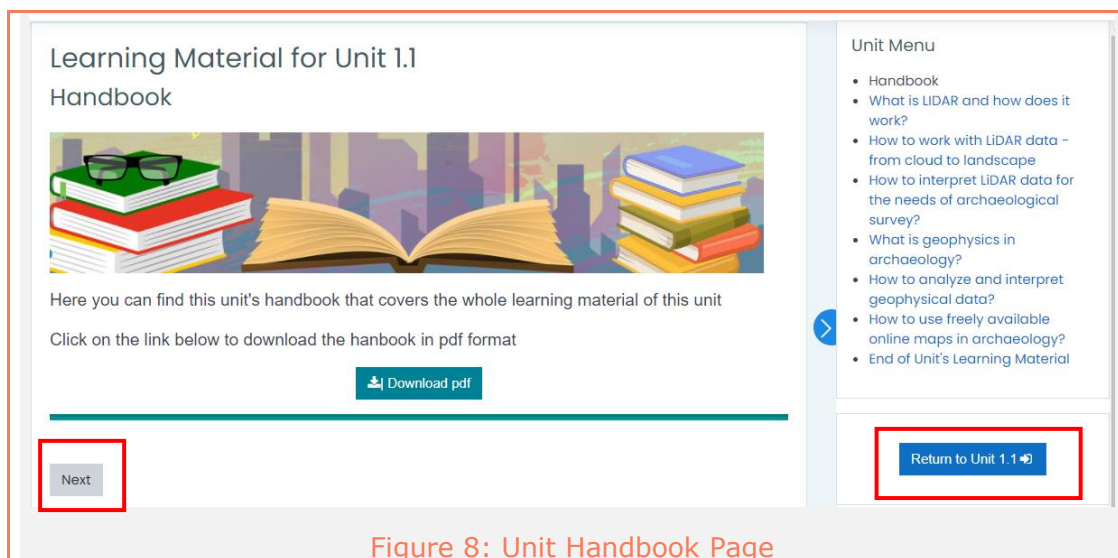 Learning Material for Unit 1.1
Handbook
Here you can find this unit's handbook that covers the whole learning material of this unit
Click on the link below to download the hanbook in pdf format
Download pdf
Next
Unit Menu
Handbook
What is LIDAR and how does it
work?
How to work with LiDAR data -
from cloud to landscape
How to interpret LiDAR data for
the needs of archaeological
survey?
What is geophysics in
archaeology?
How to analyze and interpret
geophysical data?
How to use freely available
online maps in archaeology?
End of Unit's Learning Material
Return to Unit 1.1
Figure 8: Unit Handbook Page